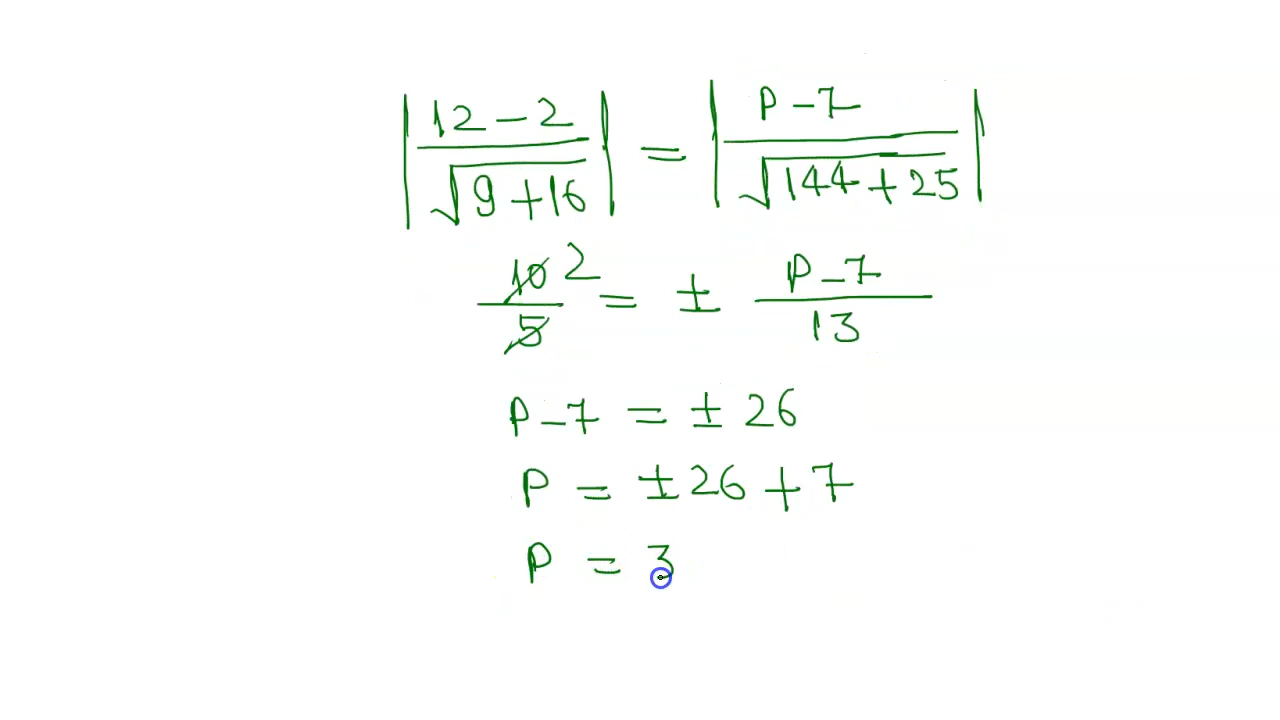 |12 - 2 / √9 + 16| = |P - 7 / √144 + 25|
10 2 / 5 = ± P - 7 / 13
P - 7 = ± 26
P = ± 26 + 7
P = 3